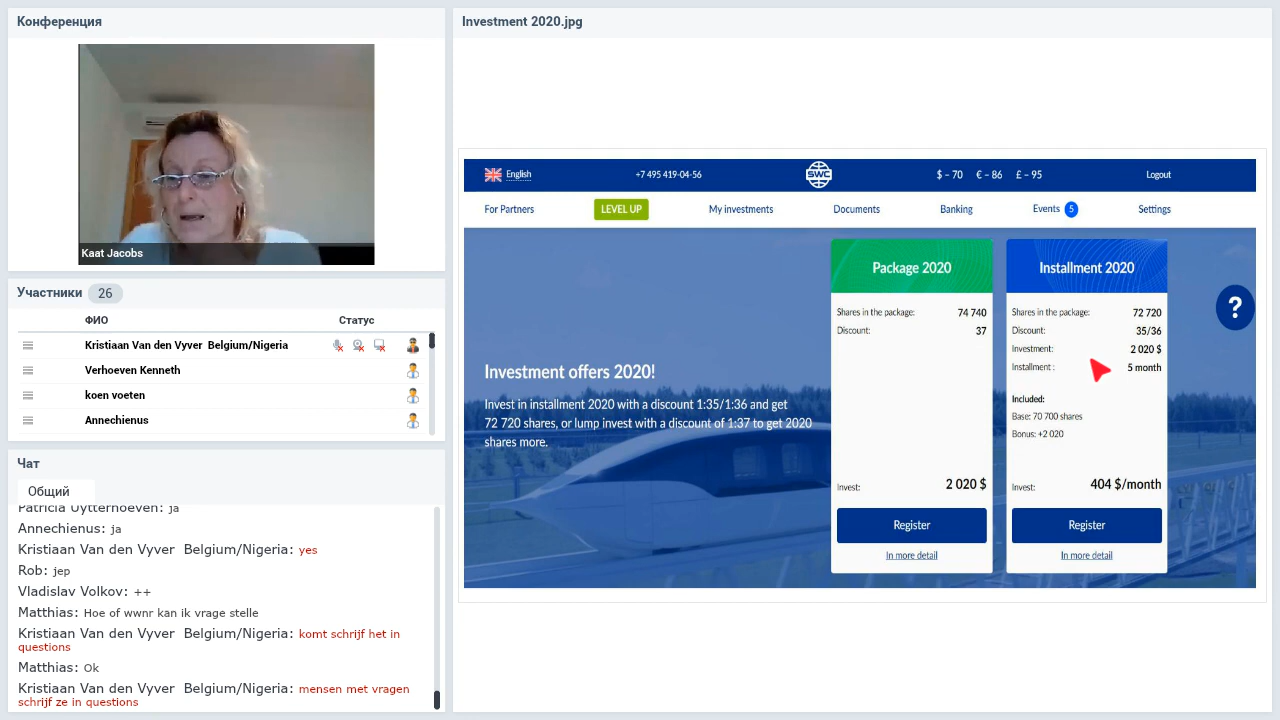 Конференция
Kaat Jacobs
Участники 26
ФИО Статус
Kristiaan Van den Vyver Belgium/Nigeria
Verhoeven Kenneth
koen voeten
Annechienus
Чат
Общий
Patricia Uytterhoeven: ja
Annechienus: ja
Kristiaan Van den Vyver Belgium/Nigeria: yes
Rob: jep
Vladislav Volkov: ++
Matthias: Hoe of wwnr kan ik vrage stelle
Kristiaan Van den Vyver Belgium/Nigeria: komt schrijf het in
questions
Matthias: Ok
Kristiaan Van den Vyver Belgium/Nigeria: mensen met vragen
schrijf ze in questions
Investment 2020.jpg
English +7 495 419-04-56 SWC $ – 70 € – 86 £ – 95 Logout
For Partners LEVEL UP My investments Documents Banking Events 5 Settings
Investment offers 2020!
Invest in installment 2020 with a discount 1:35/1:36 and get
72 720 shares, or lump invest with a discount of 1:37 to get 2020
shares more.
Package 2020
Shares in the package: 74 740
Discount: 37
Invest: 2 020 $
Register
In more detail
Installment 2020
Shares in the package: 72 720
Discount: 35/36
Investment: 2 020 $
Installment : 5 month
Included:
Base: 70 700 shares
Bonus: +2 020
Invest: 404 $/month
Register
In more detail
?